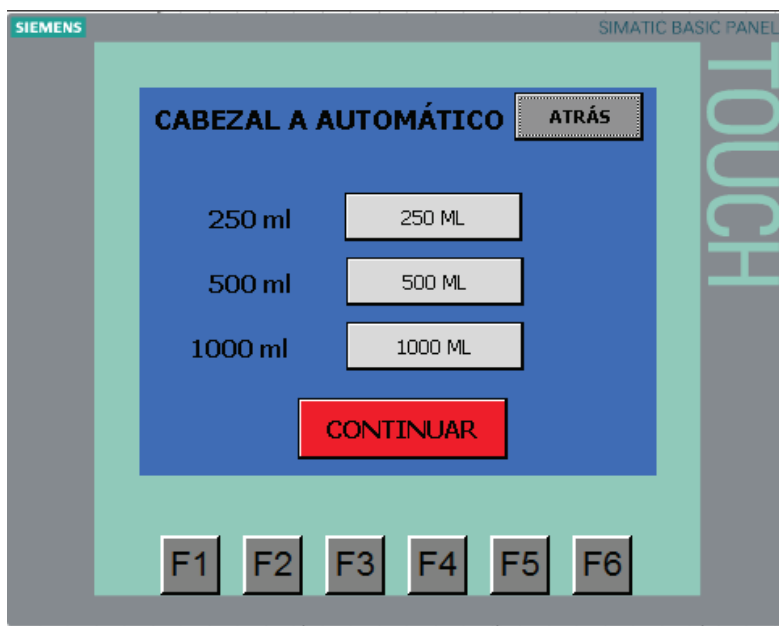 SIEMENS
SIMATIC BASIC PANEL
TOUCH
CABEZAL A AUTOMÁTICO
ATRÁS
250 ml
250 ML
500 ml
500 ML
1000 ml
1000 ML
CONTINUAR
F1 F2 F3 F4 F5 F6